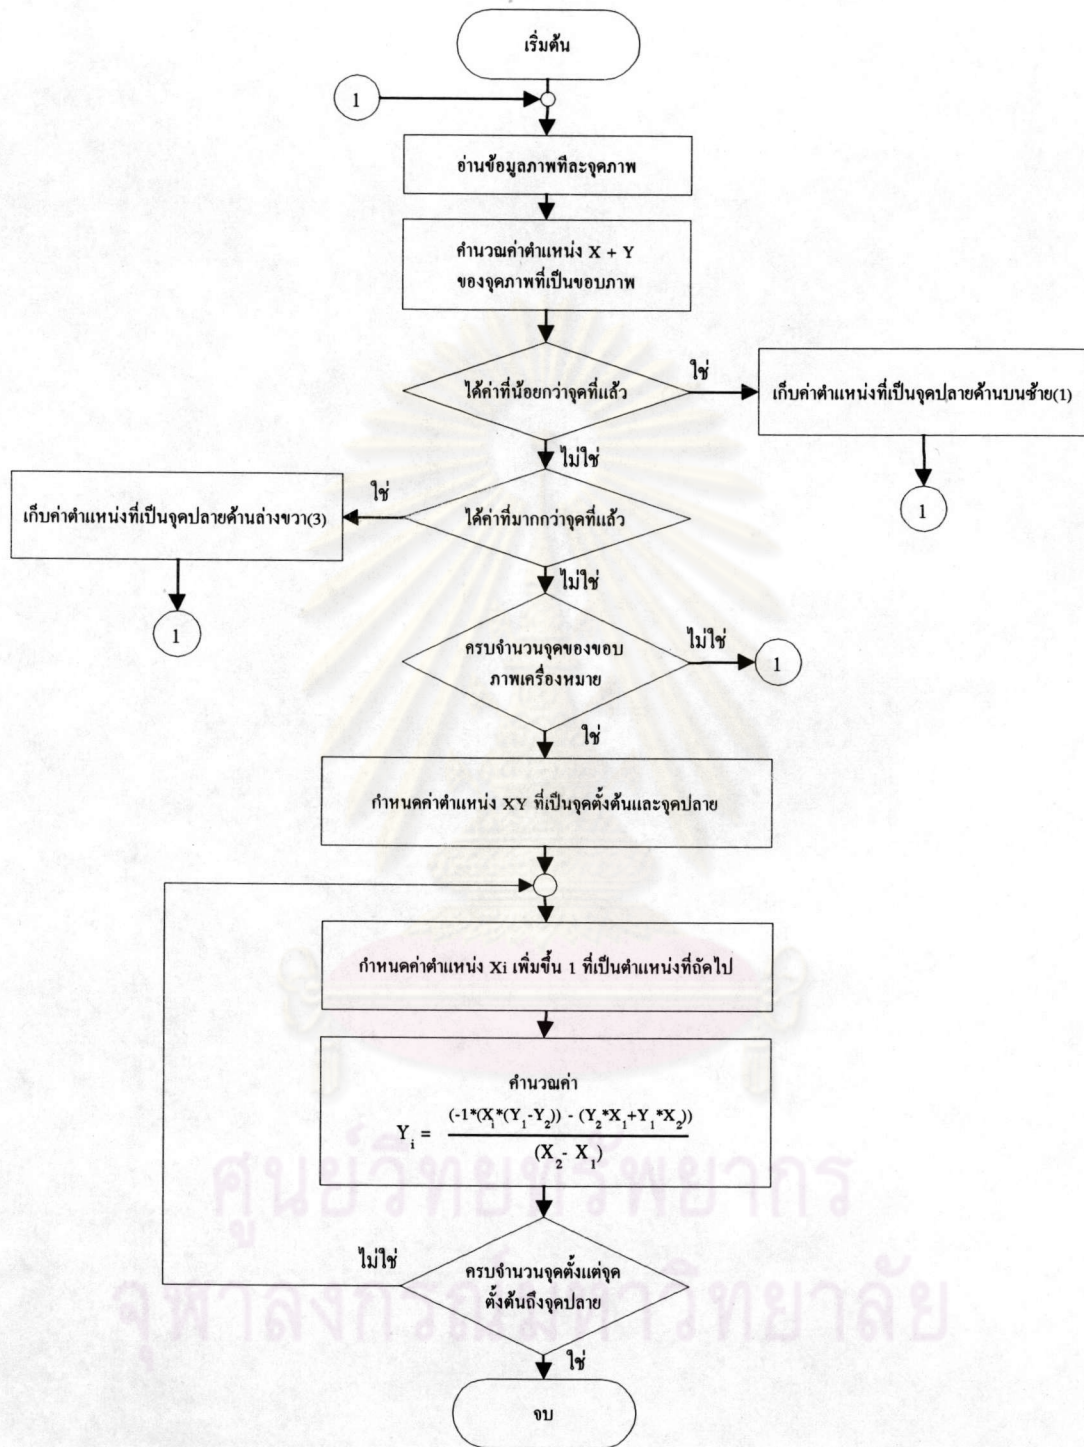 เริ่มต้น
1
อ่านข้อมูลภาพทีละจุดภาพ
คำนวณค่าตำแหน่ง X + Y
ของจุดภาพที่เป็นขอบภาพ
ได้ค่าที่น้อยกว่าจุดที่แล้ว
ใช่
เก็บค่าตำแหน่งที่เป็นจุดปลายด้านบนซ้าย(1)
1
ไม่ใช่
ได้ค่าที่มากกว่าจุดที่แล้ว
ใช่
เก็บค่าตำแหน่งที่เป็นจุดปลายด้านล่างขวา(3)
1
ไม่ใช่
ครบจำนวนจุดของขอบ
ภาพเครื่องหมาย
ไม่ใช่
1
ใช่
กำหนดค่าตำแหน่ง XY ที่เป็นจุดตั้งต้นและจุดปลาย
กำหนดค่าตำแหน่ง Xi เพิ่มขึ้น 1 ที่เป็นตำแหน่งที่ถัดไป
คำนวณค่า
(-1*(X_i*(Y_1-Y_2)) - (Y_2*X_1+Y_1*X_2))
Y_i =
(X_2- X_1)
ครบจำนวนจุดตั้งแต่จุด
ตั้งต้นถึงจุดปลาย
ไม่ใช่
ใช่
จบ
ศูนย์วิทยทรัพยากร
จุฬาลงกรณ์มหาวิทยาลัย